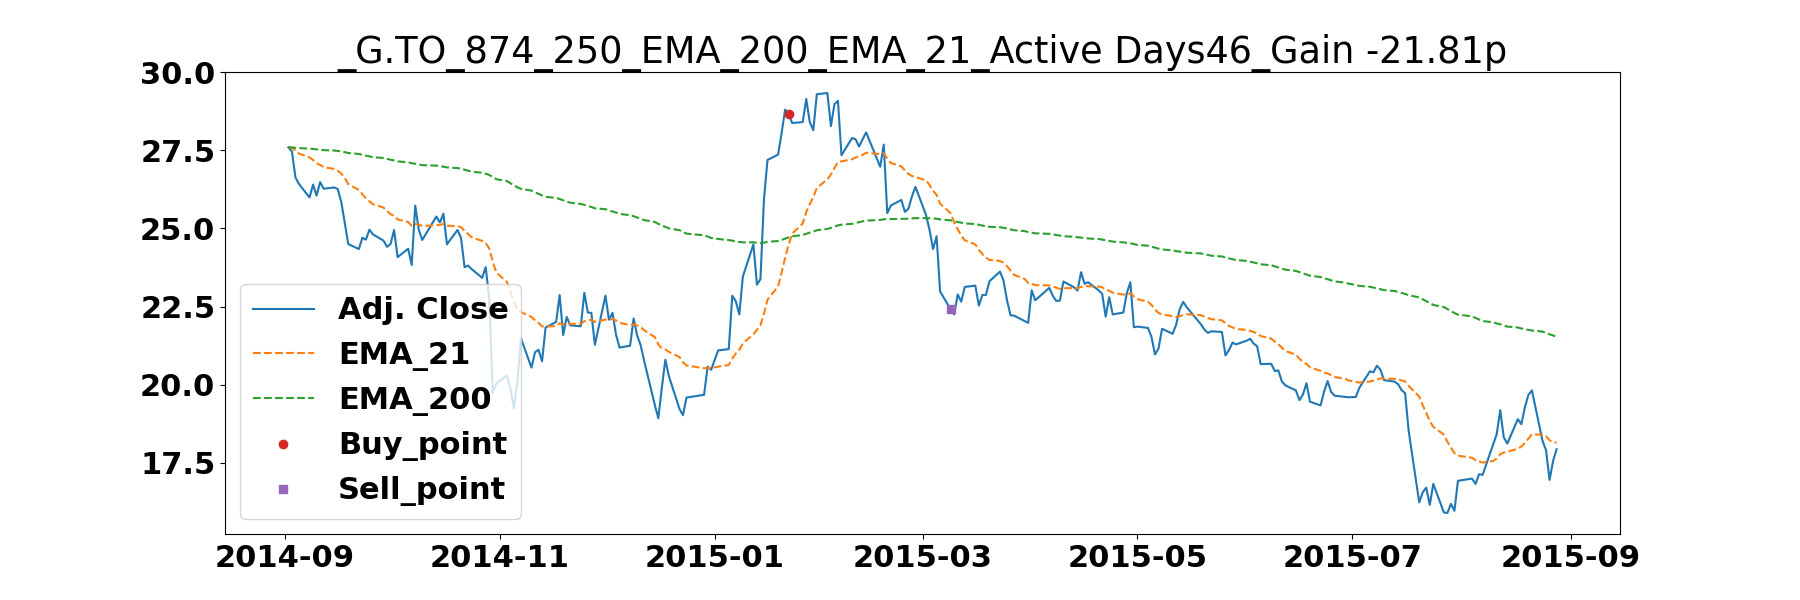 _G.TO_874_250_EMA_200_EMA_21_Active Days46_Gain -21.81p
30.0
27.5
25.0
22.5
20.0
17.5
Adj. Close
EMA_21
EMA_200
Buy_point
Sell_point
2014-09 2014-11 2015-01 2015-03 2015-05 2015-07 2015-09